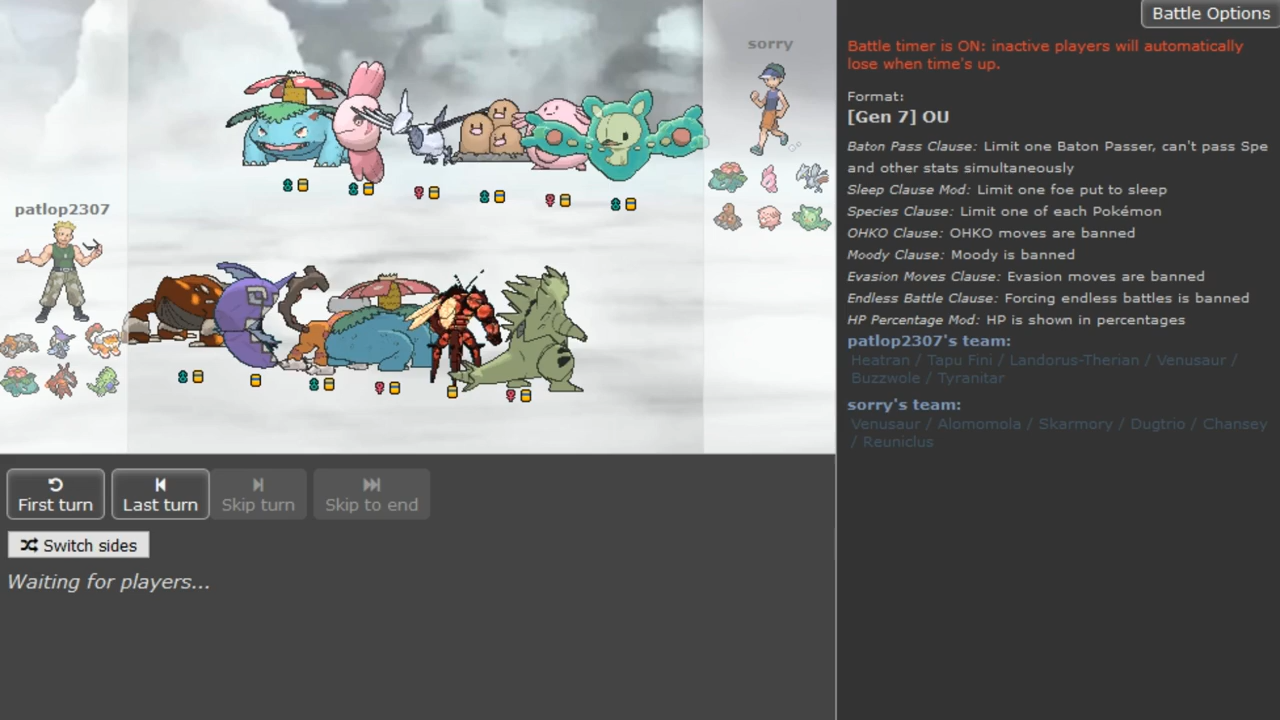 Battle Options
sorry
patlop2307
Battle timer is ON: inactive players will automatically
lose when time's up.
Format:
[Gen 7] OU
Baton Pass Clause: Limit one Baton Passer, can't pass Spe
and other stats simultaneously
Sleep Clause Mod: Limit one foe put to sleep
Species Clause: Limit one of each Pokémon
OHKO Clause: OHKO moves are banned
Moody Clause: Moody is banned
Evasion Moves Clause: Evasion moves are banned
Endless Battle Clause: Forcing endless battles is banned
HP Percentage Mod: HP is shown in percentages
patlop2307's team:
Heatran / Tapu Fini / Landorus-Therian / Venusaur /
Buzzwole / Tyranitar
sorry's team:
Venusaur / Alomomola / Skarmory / Dugtrio / Chansey
/ Reuniclus
First turn
Last turn
Skip turn
Skip to end
Switch sides
Waiting for players...